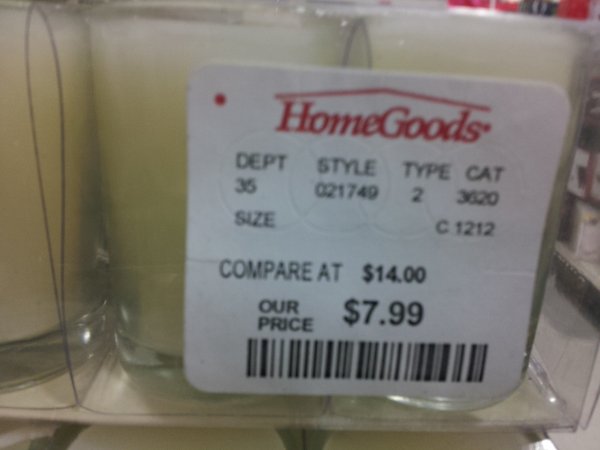 HomeGoods
DEPT STYLE TYPE CAT
35 021749 2 3620
SIZE C 1212
COMPARE AT $14.00
OUR PRICE $7.99